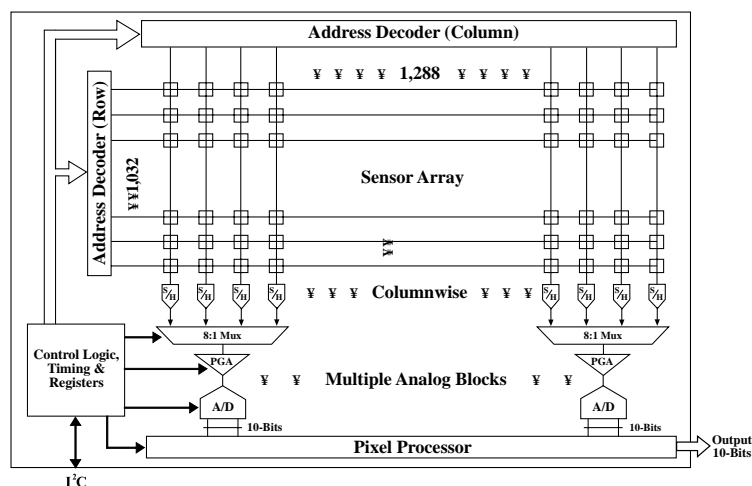 Address Decoder (Column)
¥ ¥ ¥ ¥ 1,288 ¥ ¥ ¥ ¥
Address Decoder (Row)
¥¥1,032
Sensor Array
¥¥
S/H S/H S/H S/H ¥ ¥ ¥ Columnwise ¥ ¥ ¥ S/H S/H S/H S/H
8:1 Mux 8:1 Mux
Control Logic,
Timing &
Registers
PGA PGA
¥ ¥ Multiple Analog Blocks ¥ ¥
A/D A/D
10-Bits 10-Bits
Pixel Processor
Output
10-Bits
I²C